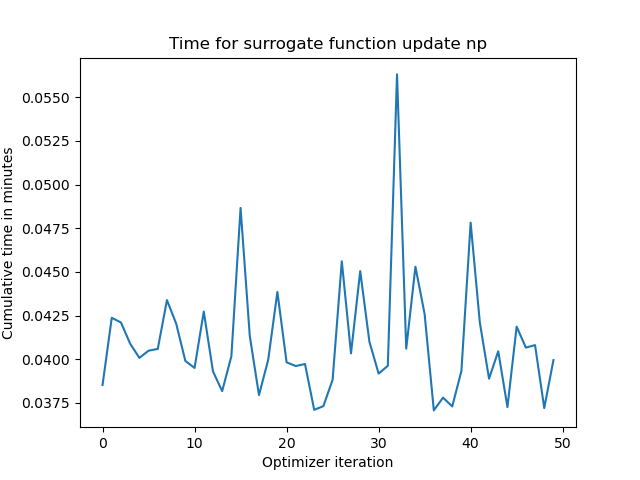 Time for surrogate function update np
Cumulative time in minutes
0.0550
0.0525
0.0500
0.0475
0.0450
0.0425
0.0400
0.0375
0 10 20 30 40 50
Optimizer iteration